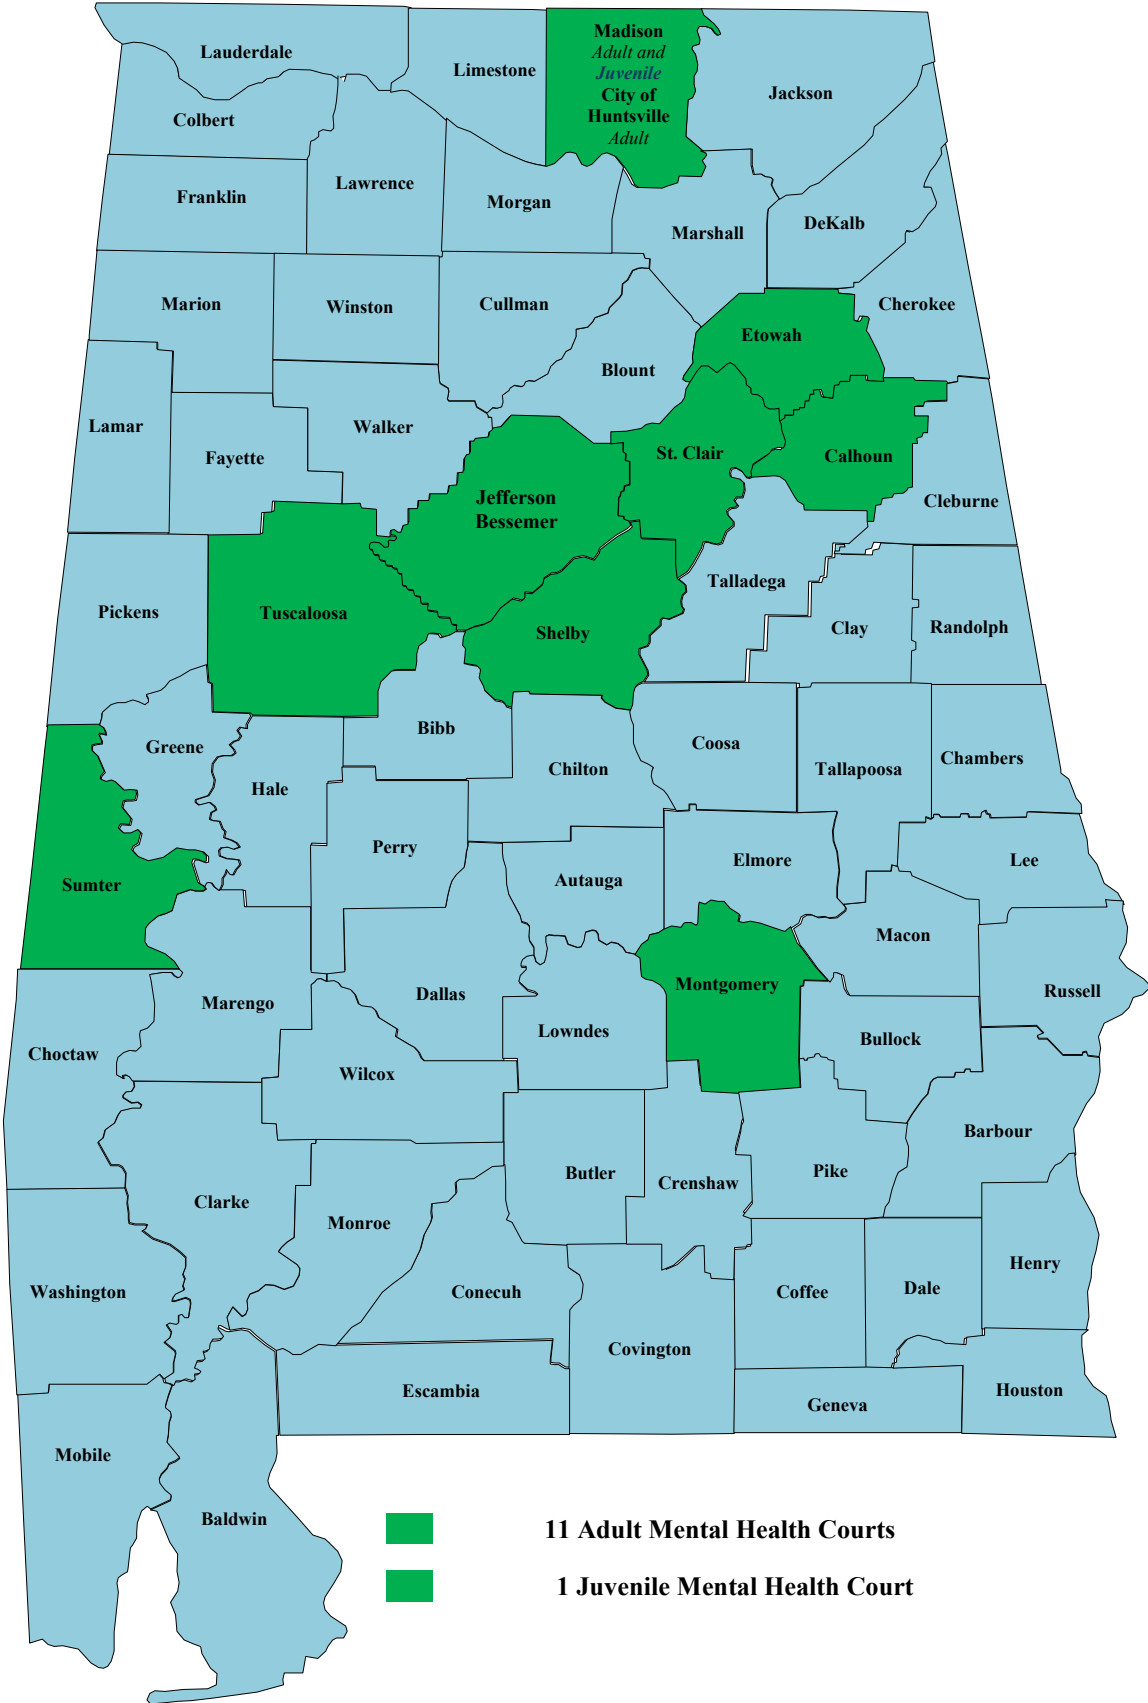 Lauderdale
Limestone
Madison
Adult and
Juvenile
City of
Huntsville
Adult
Jackson
Colbert
Lawrence
Franklin
Morgan
Marshall
DeKalb
Marion
Winston
Cullman
Cherokee
Etowah
Blount
Lamar
Walker
Fayette
St. Clair
Calhoun
Jefferson
Bessemer
Cleburne
Talladega
Pickens
Tuscaloosa
Shelby
Clay
Randolph
Greene
Bibb
Coosa
Hale
Chilton
Tallapoosa
Chambers
Perry
Elmore
Lee
Sumter
Autauga
Macon
Montgomery
Dallas
Russell
Marengo
Lowndes
Bullock
Choctaw
Wilcox
Barbour
Butler
Crenshaw
Pike
Clarke
Monroe
Washington
Conecuh
Coffee
Dale
Henry
Covington
Escambia
Geneva
Houston
Mobile
Baldwin
11 Adult Mental Health Courts
1 Juvenile Mental Health Court